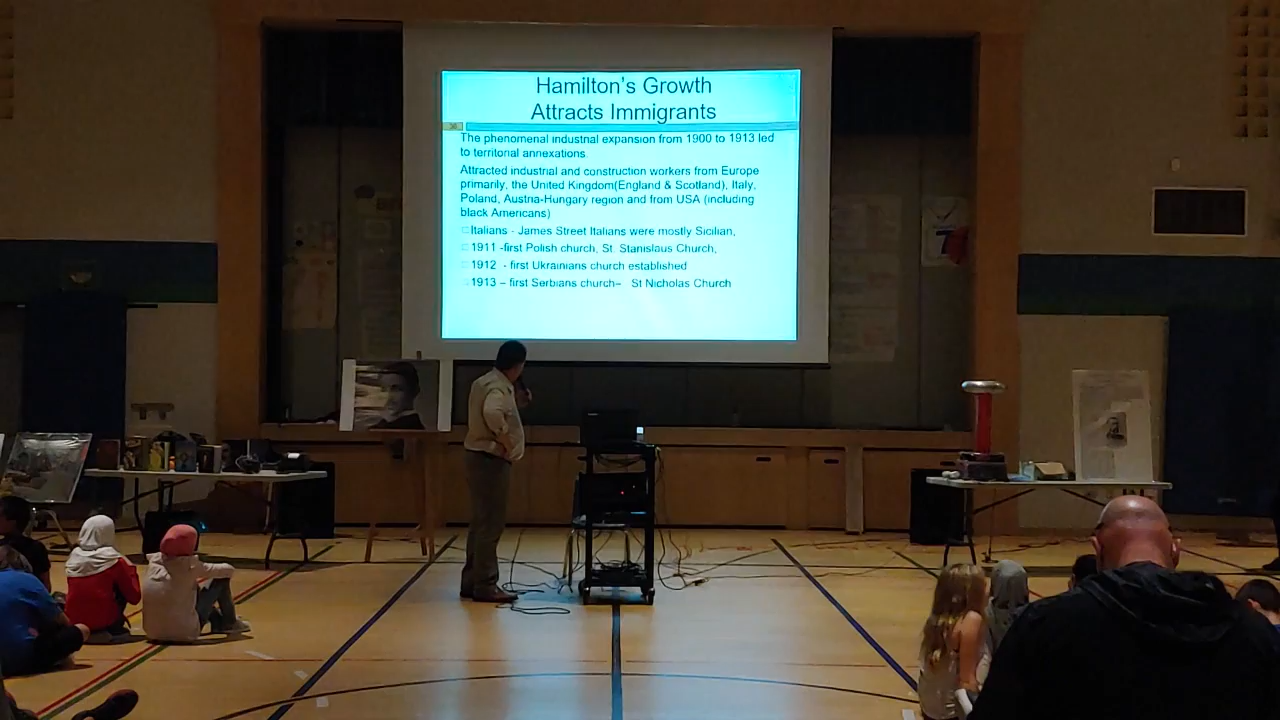 Hamilton's Growth
Attracts Immigrants
36
The phenomenal industrial expansion from 1900 to 1913 led
to territorial annexations.
Attracted industrial and construction workers from Europe
primarily, the United Kingdom(England & Scotland), Italy,
Poland, Austria-Hungary region and from USA (including
black Americans)
Italians - James Street Italians were mostly Sicilian,
1911 -first Polish church, St. Stanislaus Church,
1912 - first Ukrainians church established
1913 – first Serbians church– St Nicholas Church